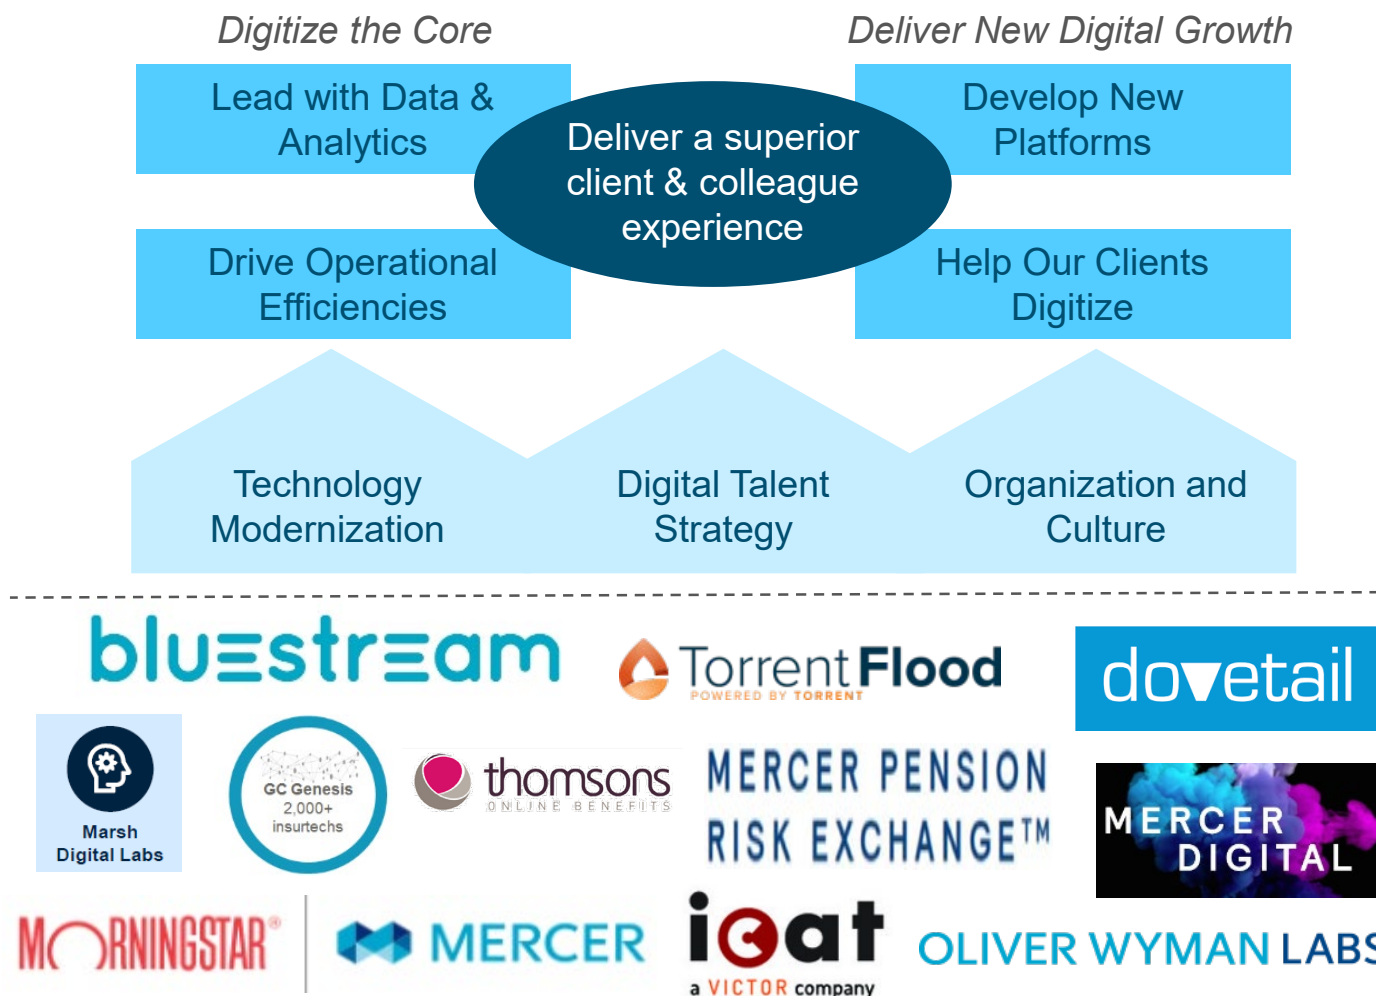 Digitize the Core
Deliver New Digital Growth
Lead with Data &
Analytics
Deliver a superior
client & colleague
experience
Develop New
Platforms
Drive Operational
Efficiencies
Help Our Clients
Digitize
Technology
Modernization
Digital Talent
Strategy
Organization and
Culture
bluestream
Torrent Flood
POWERED BY TORRENT
dovetail
Marsh
Digital Labs
GC Genesis
2,000+
insurtechs
thomsons
ONLINE BENEFITS
MERCER PENSION
RISK EXCHANGE™
MERCER
DIGITAL
MORNINGSTAR®
MERCER
icat
a VICTOR company
OLIVER WYMAN LABS